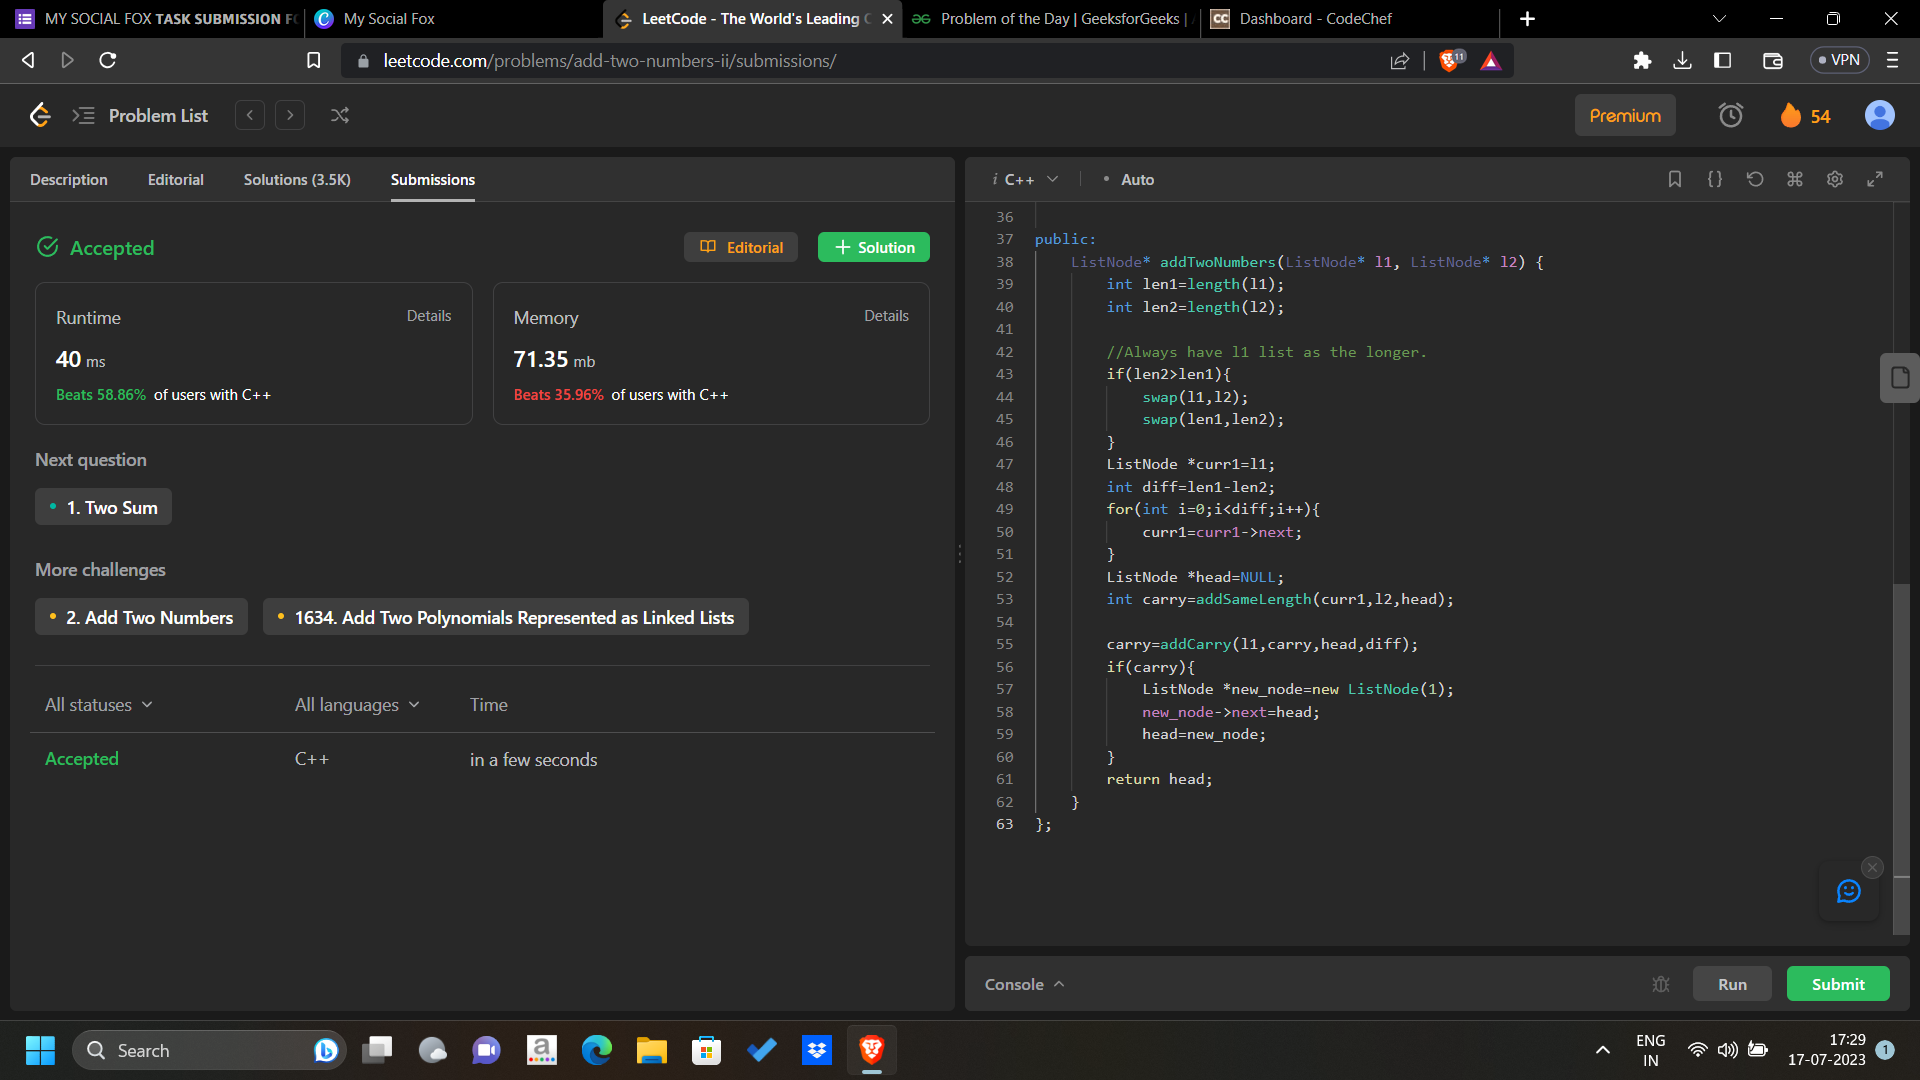 MY SOCIAL FOX TASK SUBMISSION
My Social Fox
LeetCode - The World's Leading
Problem of the Day | GeeksforGeeks |
CC
Dashboard - CodeChef
leetcode.com/problems/add-two-numbers-ii/submissions/
11
VPN
Problem List
Premium
54
Description
Editorial
Solutions (3.5K)
Submissions
Accepted
Editorial
Solution
Runtime
Details
40 ms
Beats 58.86% of users with C++
Memory
Details
71.35 mb
Beats 35.96% of users with C++
Next question
1. Two Sum
More challenges
2. Add Two Numbers
1634. Add Two Polynomials Represented as Linked Lists
All statuses
All languages
Time
Accepted
C++
in a few seconds
i C++
Auto
36
37 public:
38 ListNode* addTwoNumbers(ListNode* l1, ListNode* l2) {
39 int len1=length(l1);
40 int len2=length(l2);
41
42 //Always have l1 list as the longer.
43 if(len2>len1){
44 swap(l1,l2);
45 swap(len1,len2);
46 }
47 ListNode *curr1=l1;
48 int diff=len1-len2;
49 for(int i=0;i<diff;i++){
50 curr1=curr1->next;
51 }
52 ListNode *head=NULL;
53 int carry=addSameLength(curr1,l2,head);
54
55 carry=addCarry(l1,carry,head,diff);
56 if(carry){
57 ListNode *new_node=new ListNode(1);
58 new_node->next=head;
59 head=new_node;
60 }
61 return head;
62 }
63 };
Console
Run
Submit
Search
a
ENG
IN
17:29
17-07-2023
1